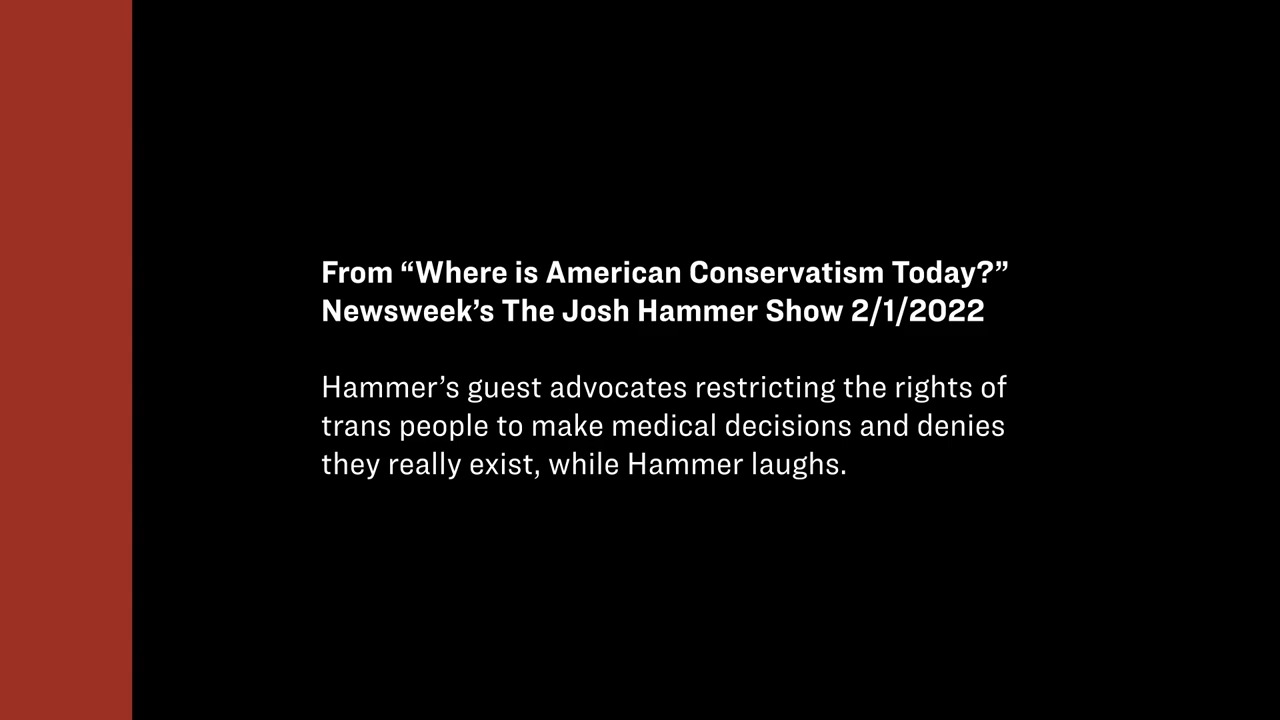 From “Where is American Conservatism Today?”
Newsweek’s The Josh Hammer Show 2/1/2022
Hammer’s guest advocates restricting the rights of
trans people to make medical decisions and denies
they really exist, while Hammer laughs.